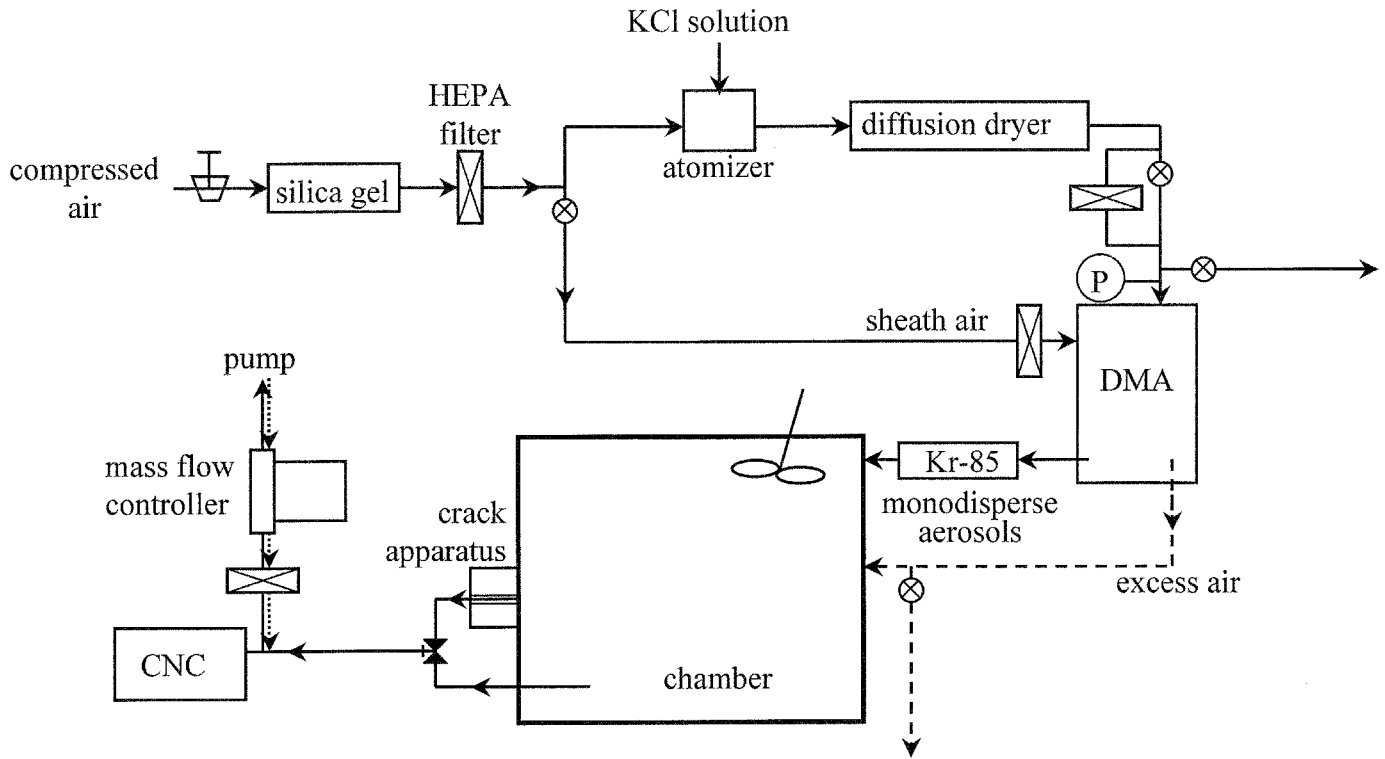 KCl solution
HEPA
filter
compressed
air
silica gel
atomizer
diffusion dryer
P
sheath air
DMA
pump
mass flow
controller
crack
apparatus
Kr-85
monodisperse
aerosols
excess air
CNC
chamber